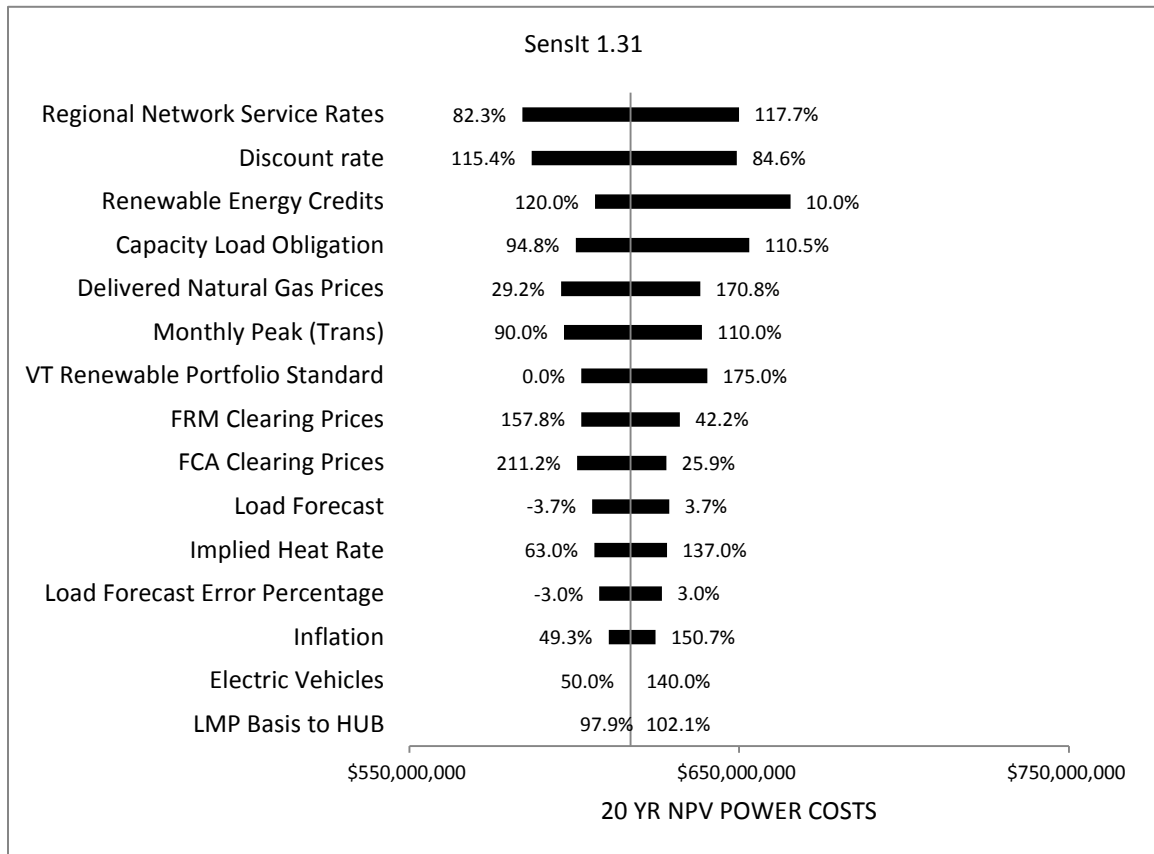 SensIt 1.31
Regional Network Service Rates 82.3% 117.7%
Discount rate 115.4% 84.6%
Renewable Energy Credits 120.0% 10.0%
Capacity Load Obligation 94.8% 110.5%
Delivered Natural Gas Prices 29.2% 170.8%
Monthly Peak (Trans) 90.0% 110.0%
VT Renewable Portfolio Standard 0.0% 175.0%
FRM Clearing Prices 157.8% 42.2%
FCA Clearing Prices 211.2% 25.9%
Load Forecast -3.7% 3.7%
Implied Heat Rate 63.0% 137.0%
Load Forecast Error Percentage -3.0% 3.0%
Inflation 49.3% 150.7%
Electric Vehicles 50.0% 140.0%
LMP Basis to HUB 97.9% 102.1%
$550,000,000 $650,000,000 $750,000,000
20 YR NPV POWER COSTS